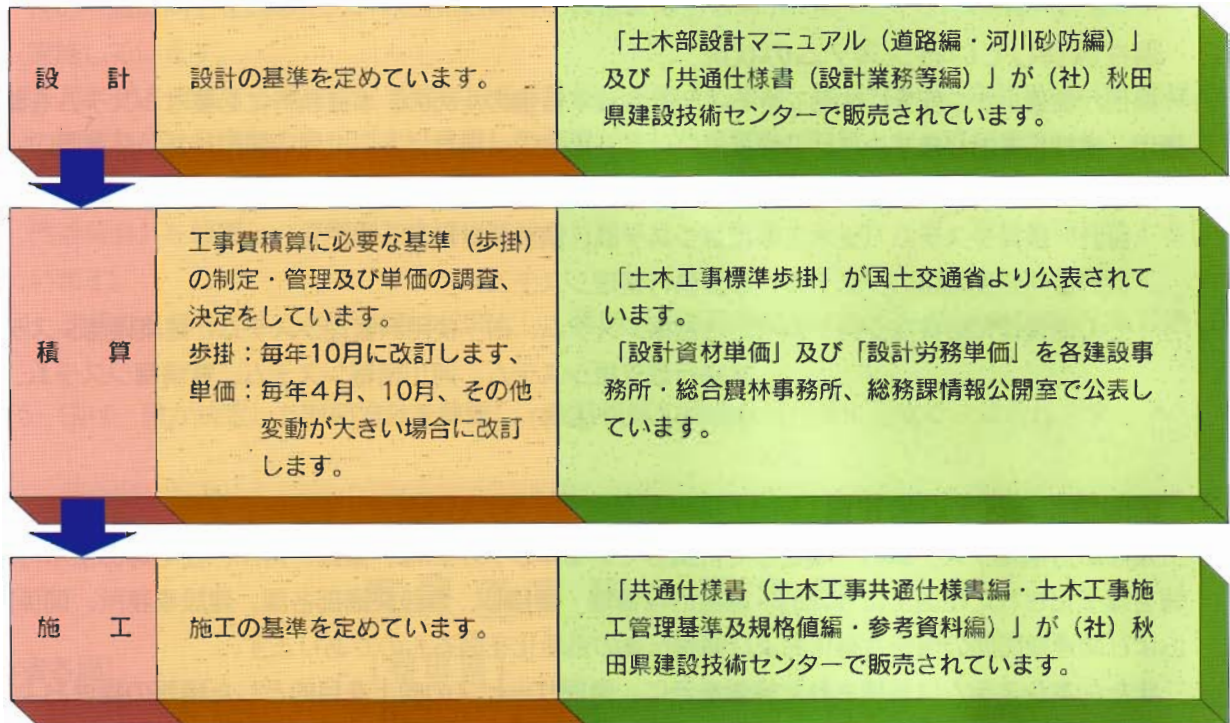 設　計
設計の基準を定めています。
「土木部設計マニュアル（道路編・河川砂防編）」
及び「共通仕様書（設計業務等編）」が（社）秋田
県建設技術センターで販売されています。
積　算
工事費積算に必要な基準（歩掛）
の制定・管理及び単価の調査、
決定をしています。
歩掛：毎年10月に改訂します、
単価：毎年４月、10月、その他
変動が大きい場合に改訂
します。
「土木工事標準歩掛」が国土交通省より公表されて
います。
「設計資材単価」及び「設計労務単価」を各建設事
務所・総合農林事務所、総務課情報公開室で公表し
ています。
施　工
施工の基準を定めています。
「共通仕様書（土木工事共通仕様書編・土木工事施
工管理基準及規格値編・参考資料編）」が（社）秋
田県建設技術センターで販売されています。